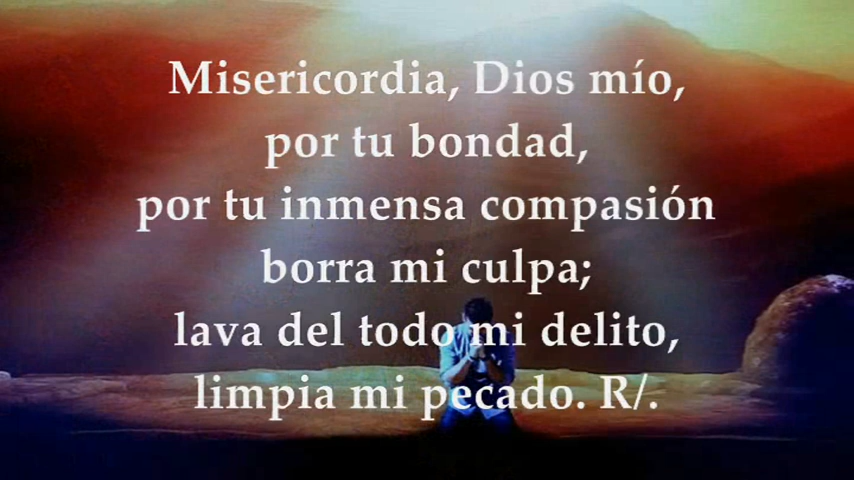 Misericordia, Dios mío,
por tu bondad,
por tu inmensa compasión
borra mi culpa;
lava del todo mi delito,
limpia mi pecado. R/.